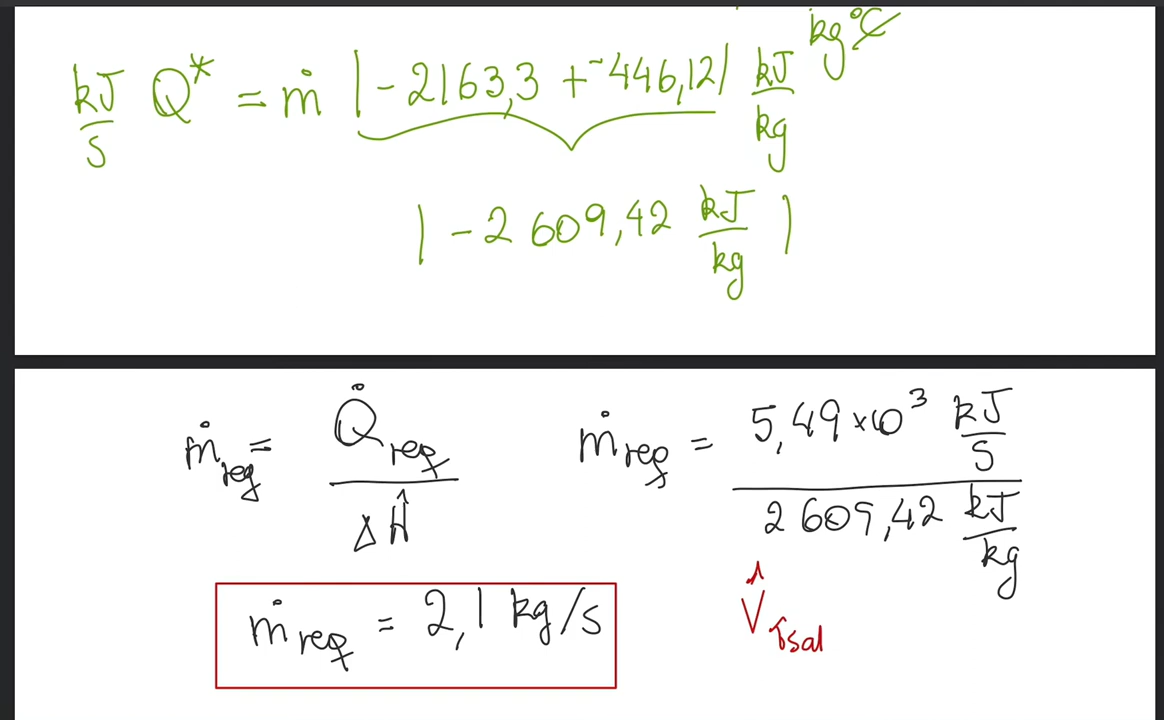 kg°C
kJ/s Q* = ṁ |-2163,3 + -446,12| kJ/kg
|-2609,42 kJ/kg|
ṁreq = Q̇req/ΔĤ ṁreq = 5,49×10³ kJ/s / 2609,42 kJ/kg
ṁreq = 2,1 kg/s V̂Tsal